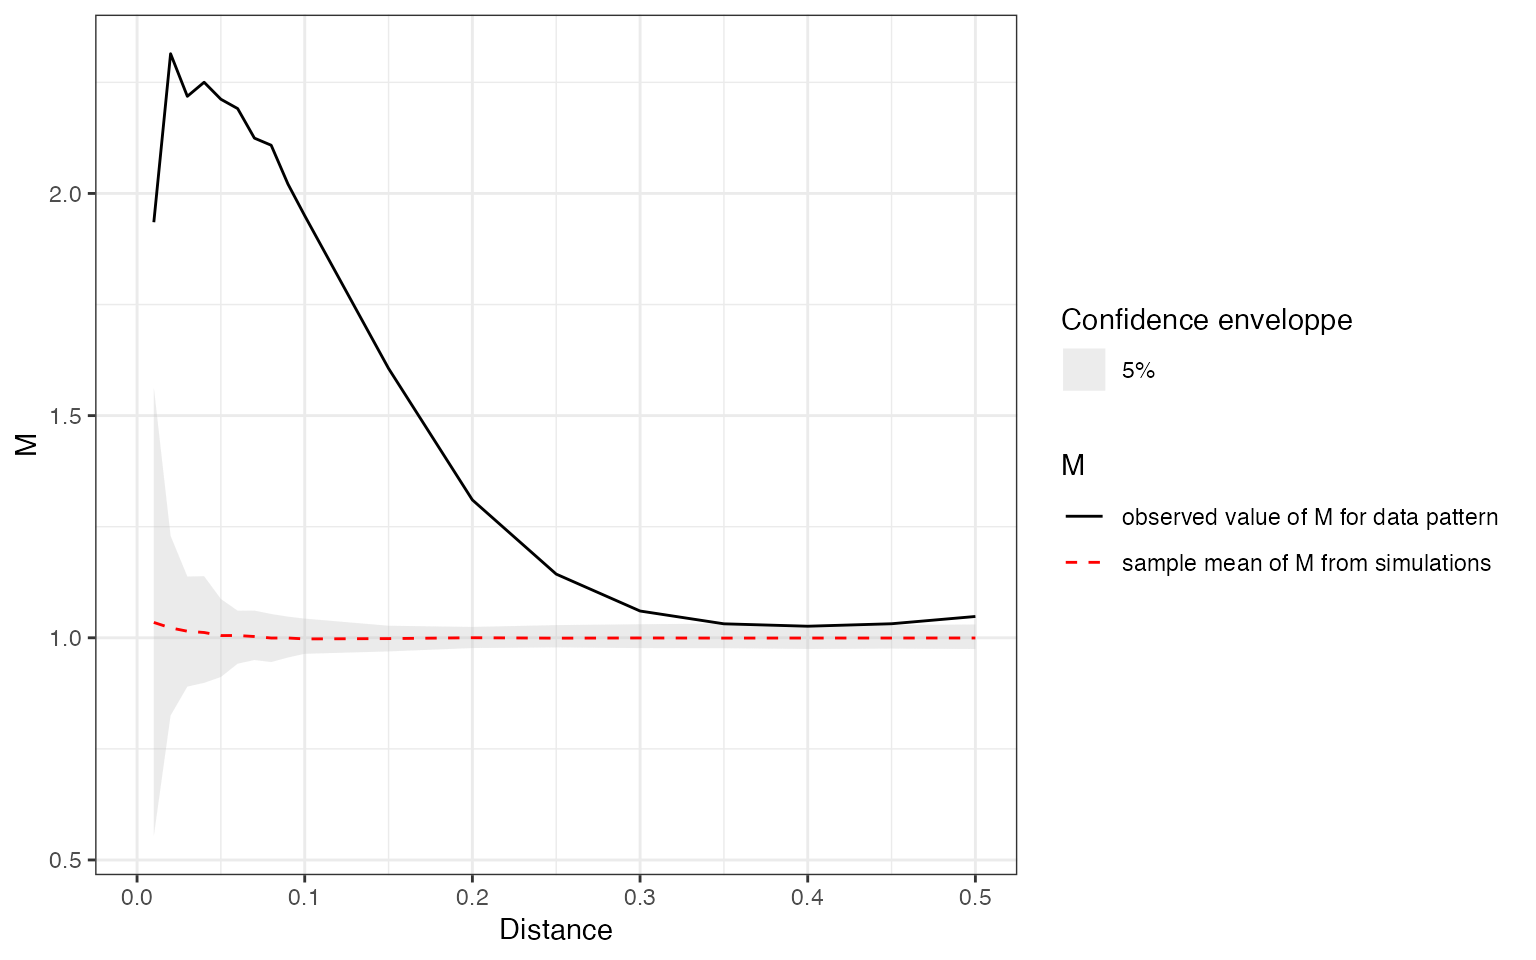 2.0
1.5
1.0
0.5
M
0.0 0.1 0.2 0.3 0.4 0.5
Distance
Confidence enveloppe
5%
M
observed value of M for data pattern
sample mean of M from simulations